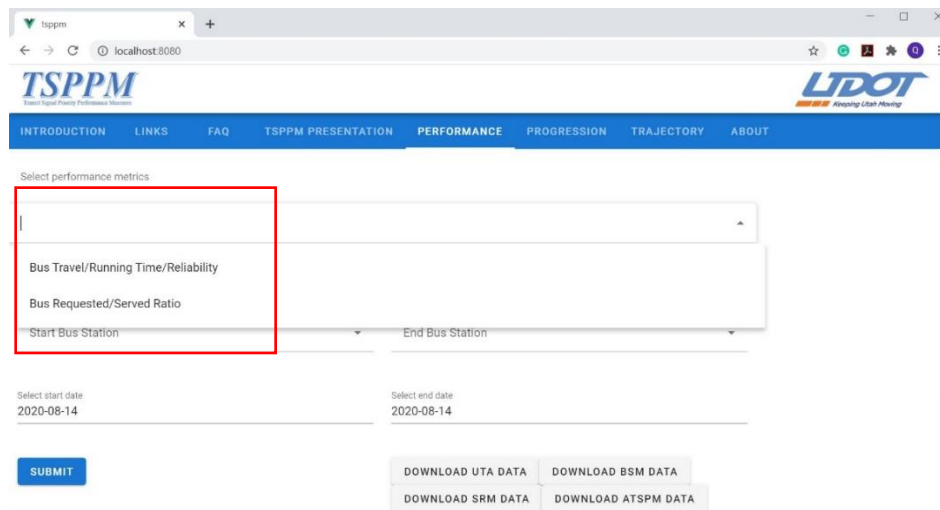 tsppm
localhost:8080
TSPPM
Transit Signal Priority Performance Measures
UDOT
Keeping Utah Moving
INTRODUCTION LINKS FAQ TSPPM PRESENTATION PERFORMANCE PROGRESSION TRAJECTORY ABOUT
Select performance metrics
Bus Travel/Running Time/Reliability
Bus Requested/Served Ratio
Start Bus Station End Bus Station
Select start date Select end date
2020-08-14 2020-08-14
SUBMIT DOWNLOAD UTA DATA DOWNLOAD BSM DATA
DOWNLOAD SRM DATA DOWNLOAD ATSPM DATA